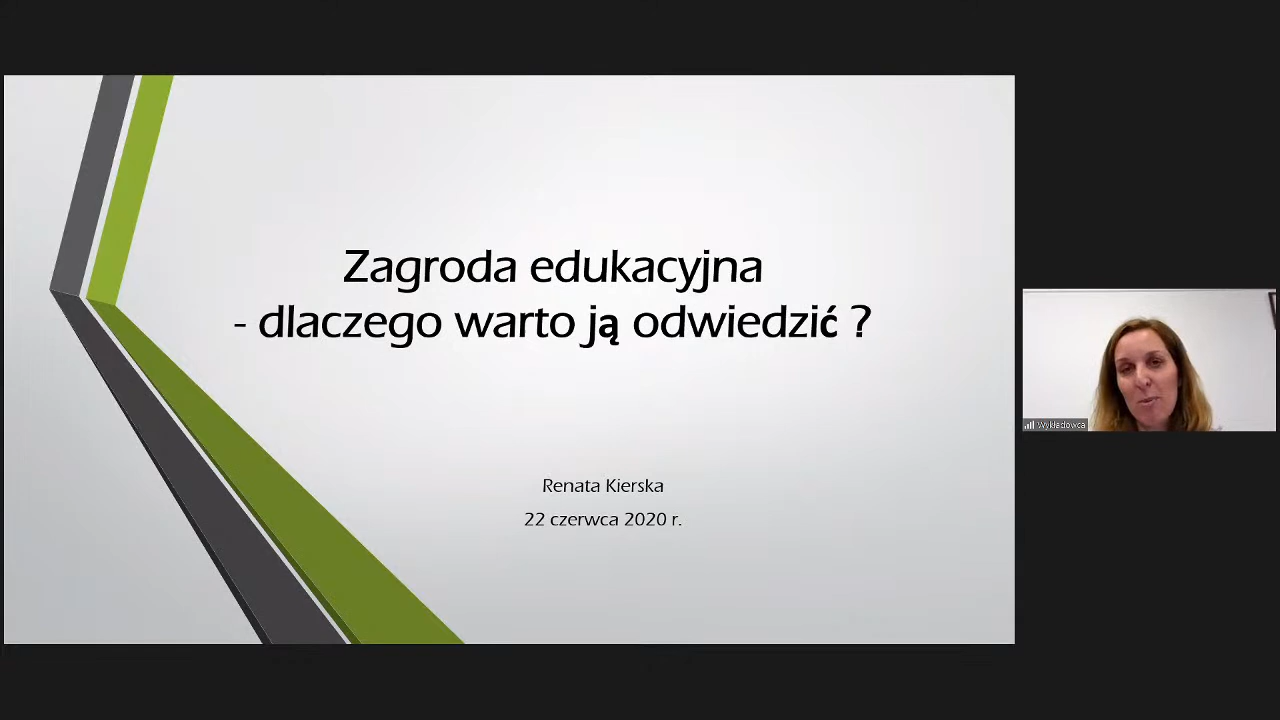 Zagroda edukacyjna
- dlaczego warto ją odwiedzić ?
Renata Kierska
22 czerwca 2020 r.
Wykładowca